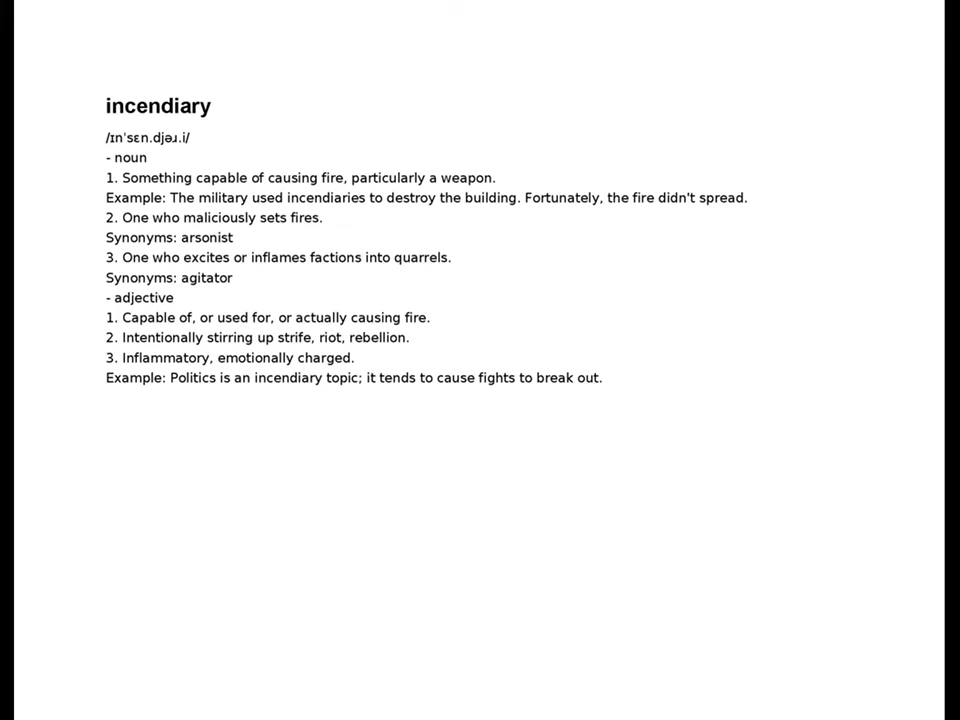 incendiary
/ɪnˈsɛn.djəɹ.i/
- noun
1. Something capable of causing fire, particularly a weapon.
Example: The military used incendiaries to destroy the building. Fortunately, the fire didn't spread.
2. One who maliciously sets fires.
Synonyms: arsonist
3. One who excites or inflames factions into quarrels.
Synonyms: agitator
- adjective
1. Capable of, or used for, or actually causing fire.
2. Intentionally stirring up strife, riot, rebellion.
3. Inflammatory, emotionally charged.
Example: Politics is an incendiary topic; it tends to cause fights to break out.